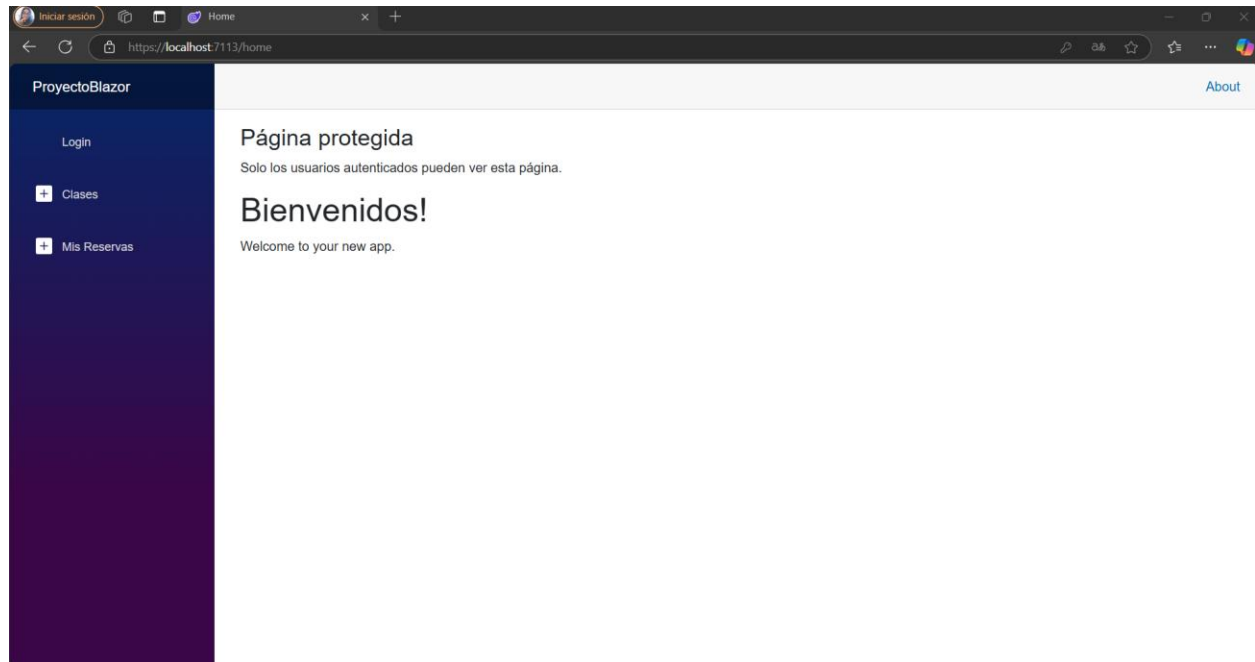 Iniciar sesión
Home
https://localhost:7113/home
ProyectoBlazor
About
Login
Clases
Mis Reservas
Página protegida
Solo los usuarios autenticados pueden ver esta página.
Bienvenidos!
Welcome to your new app.